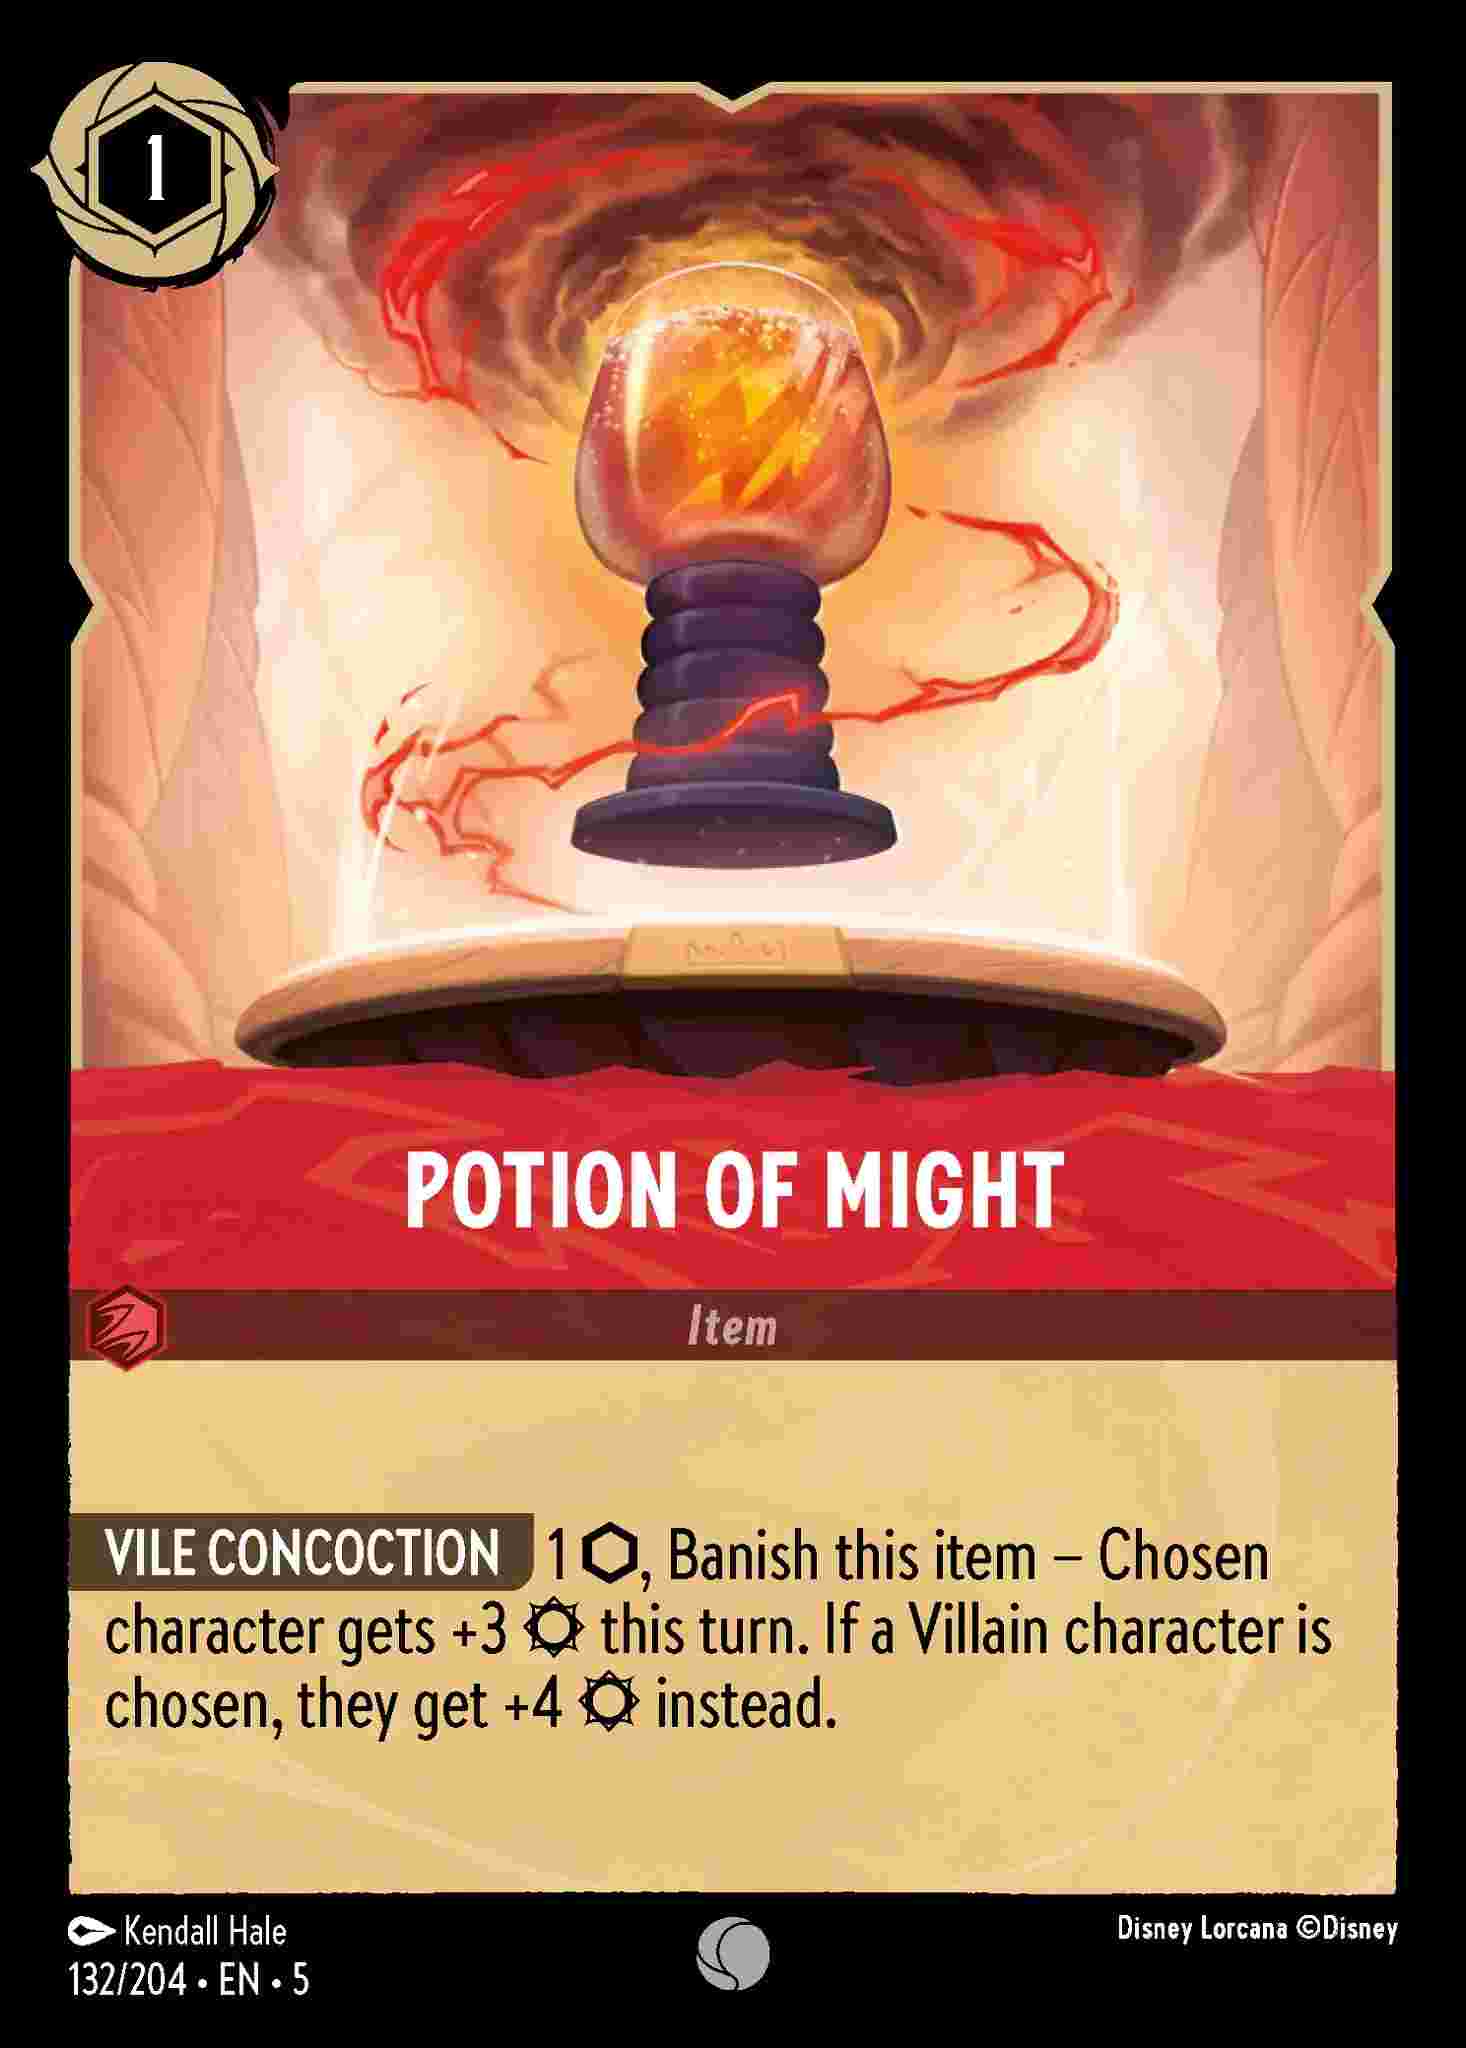 1
POTION OF MIGHT
Item
VILE CONCOCTION 1 ⬡, Banish this item – Chosen
character gets +3 ¤ this turn. If a Villain character is
chosen, they get +4 ¤ instead.
Kendall Hale
Disney Lorcana ©Disney
132/204 • EN • 5